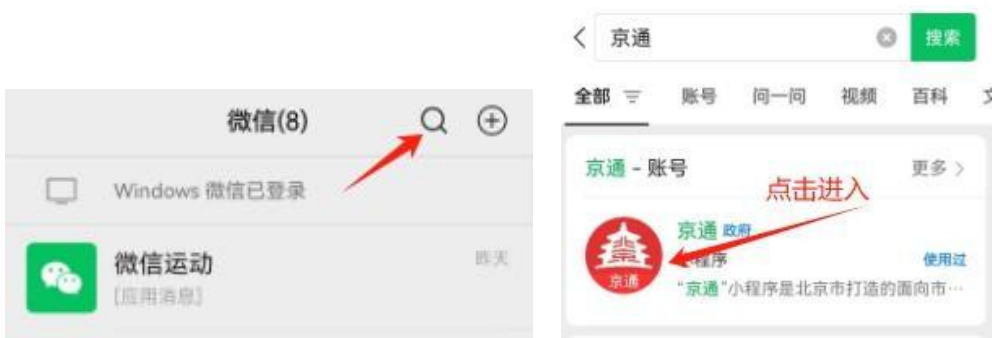 微信(8)
Windows 微信已登录
微信运动
昨天
[应用消息]
京通
搜索
全部
账号
问一问
视频
百科
京通 - 账号
更多
点击进入
京通 政府
小程序
使用过
京通
“京通”小程序是北京市打造的面向市…